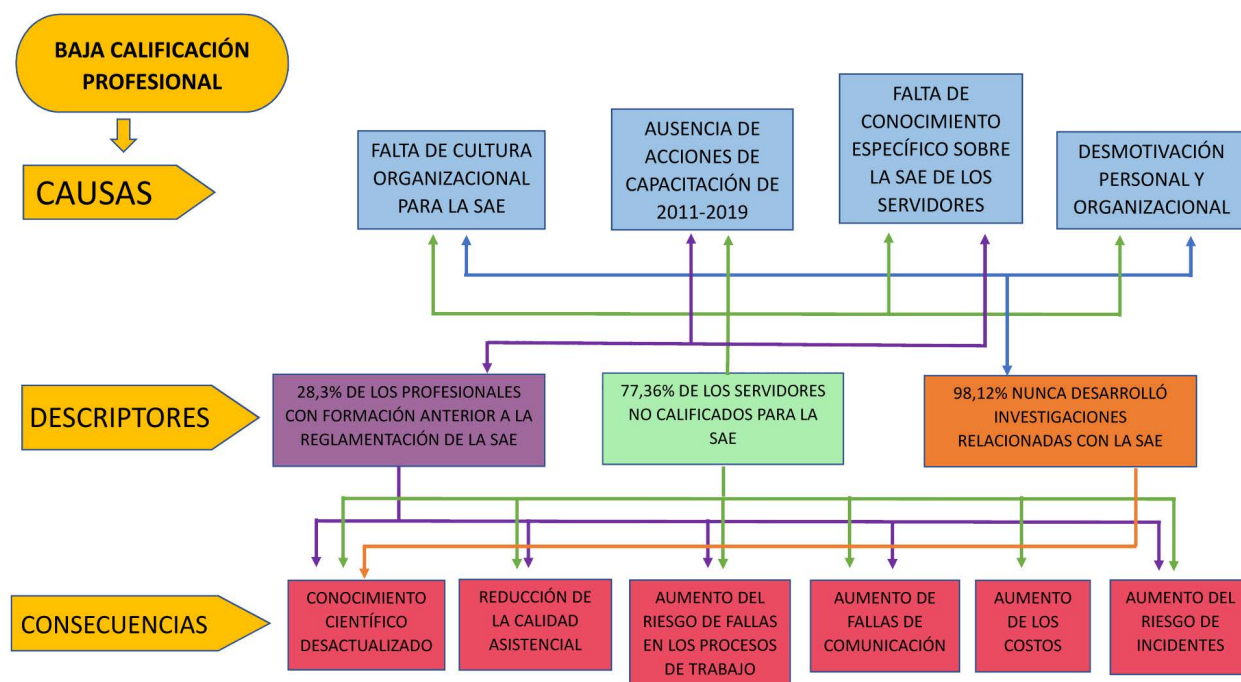 BAJA CALIFICACIÓN
PROFESIONAL
CAUSAS
FALTA DE CULTURA
ORGANIZACIONAL
PARA LA SAE
AUSENCIA DE
ACCIONES DE
CAPACITACIÓN DE
2011-2019
FALTA DE
CONOCIMIENTO
ESPECÍFICO SOBRE
LA SAE DE LOS
SERVIDORES
DESMOTIVACIÓN
PERSONAL Y
ORGANIZACIONAL
DESCRIPTORES
28,3% DE LOS PROFESIONALES
CON FORMACIÓN ANTERIOR A LA
REGLAMENTACIÓN DE LA SAE
77,36% DE LOS SERVIDORES
NO CALIFICADOS PARA LA
SAE
98,12% NUNCA DESARROLLÓ
INVESTIGACIONES
RELACIONADAS CON LA SAE
CONSECUENCIAS
CONOCIMIENTO
CIENTÍFICO
DESACTUALIZADO
REDUCCIÓN DE
LA CALIDAD
ASISTENCIAL
AUMENTO DEL
RIESGO DE FALLAS
EN LOS PROCESOS
DE TRABAJO
AUMENTO DE
FALLAS DE
COMUNICACIÓN
AUMENTO
DE LOS
COSTOS
AUMENTO DEL
RIESGO DE
INCIDENTES